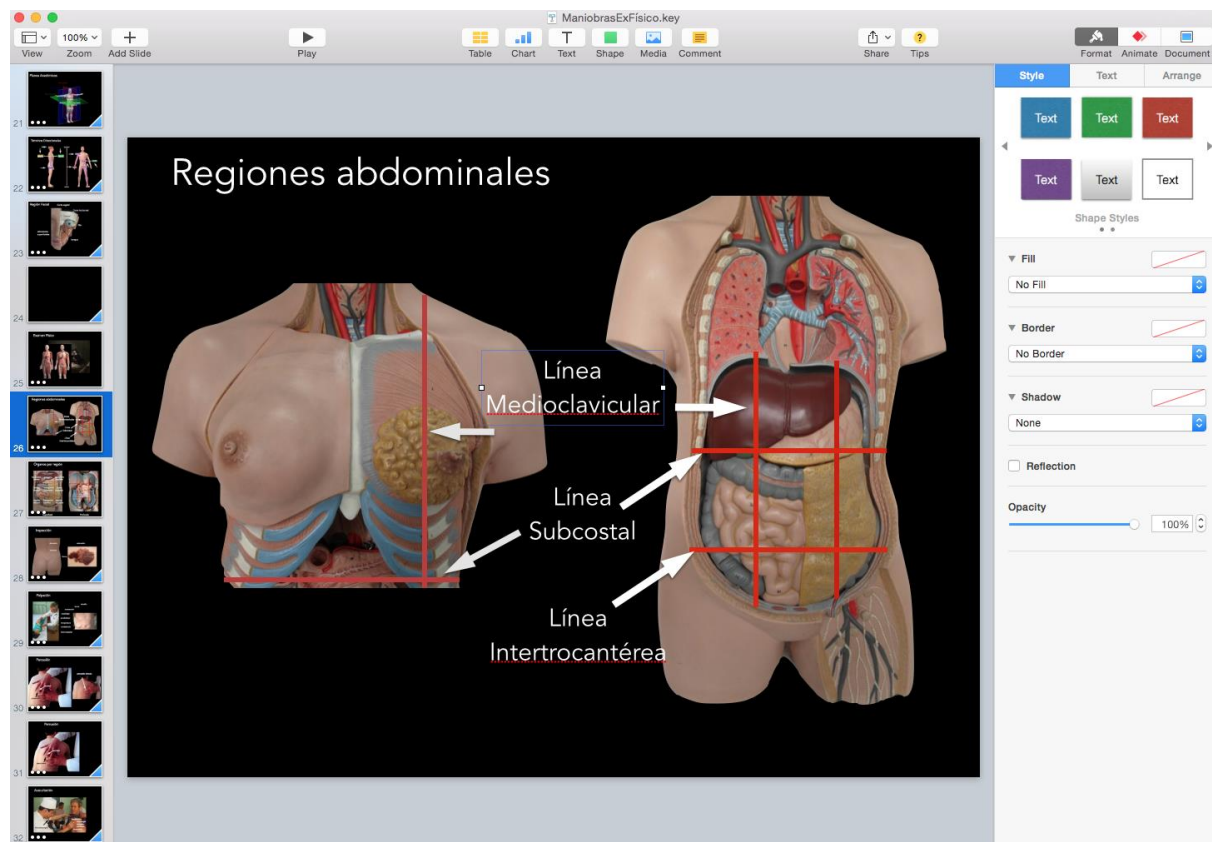 ManiobrasExFísico.key
100%
View Zoom Add Slide Play Table Chart Text Shape Media Comment Share Tips Format Animate Document
Style Text Arrange
Text Text Text
Text Text Text
Shape Styles
Fill
No Fill
Border
No Border
Shadow
None
Reflection
Opacity
100%
21
22
23
24
25
26
27
28
29
30
31
32
Regiones abdominales
Línea
Medioclavicular
Línea
Subcostal
Línea
Intertrocantérea